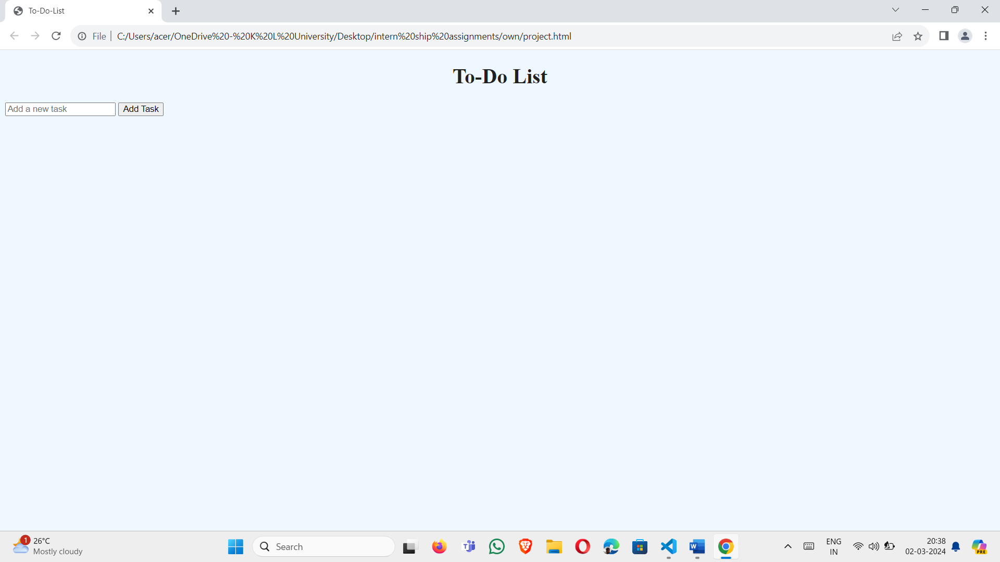 To-Do-List
File C:/Users/acer/OneDrive%20-%20K%20L%20University/Desktop/intern%20ship%20assignments/own/project.html
To-Do List
Add a new task Add Task
1
26°C
Mostly cloudy
Search
PRE
ENG
IN
20:38
02-03-2024